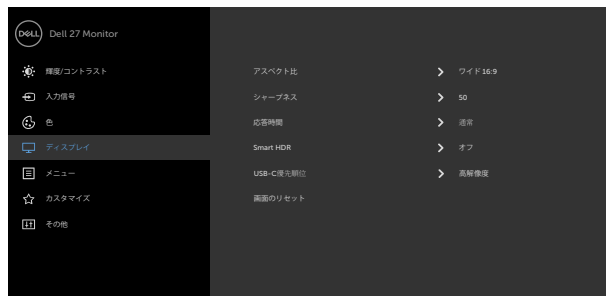 DELL Dell 27 Monitor
輝度/コントラスト
入力信号
色
ディスプレイ
メニュー
カスタマイズ
その他
アスペクト比 ワイド16:9
シャープネス 50
応答時間 通常
Smart HDR オフ
USB-C優先順位 高解像度
画面のリセット